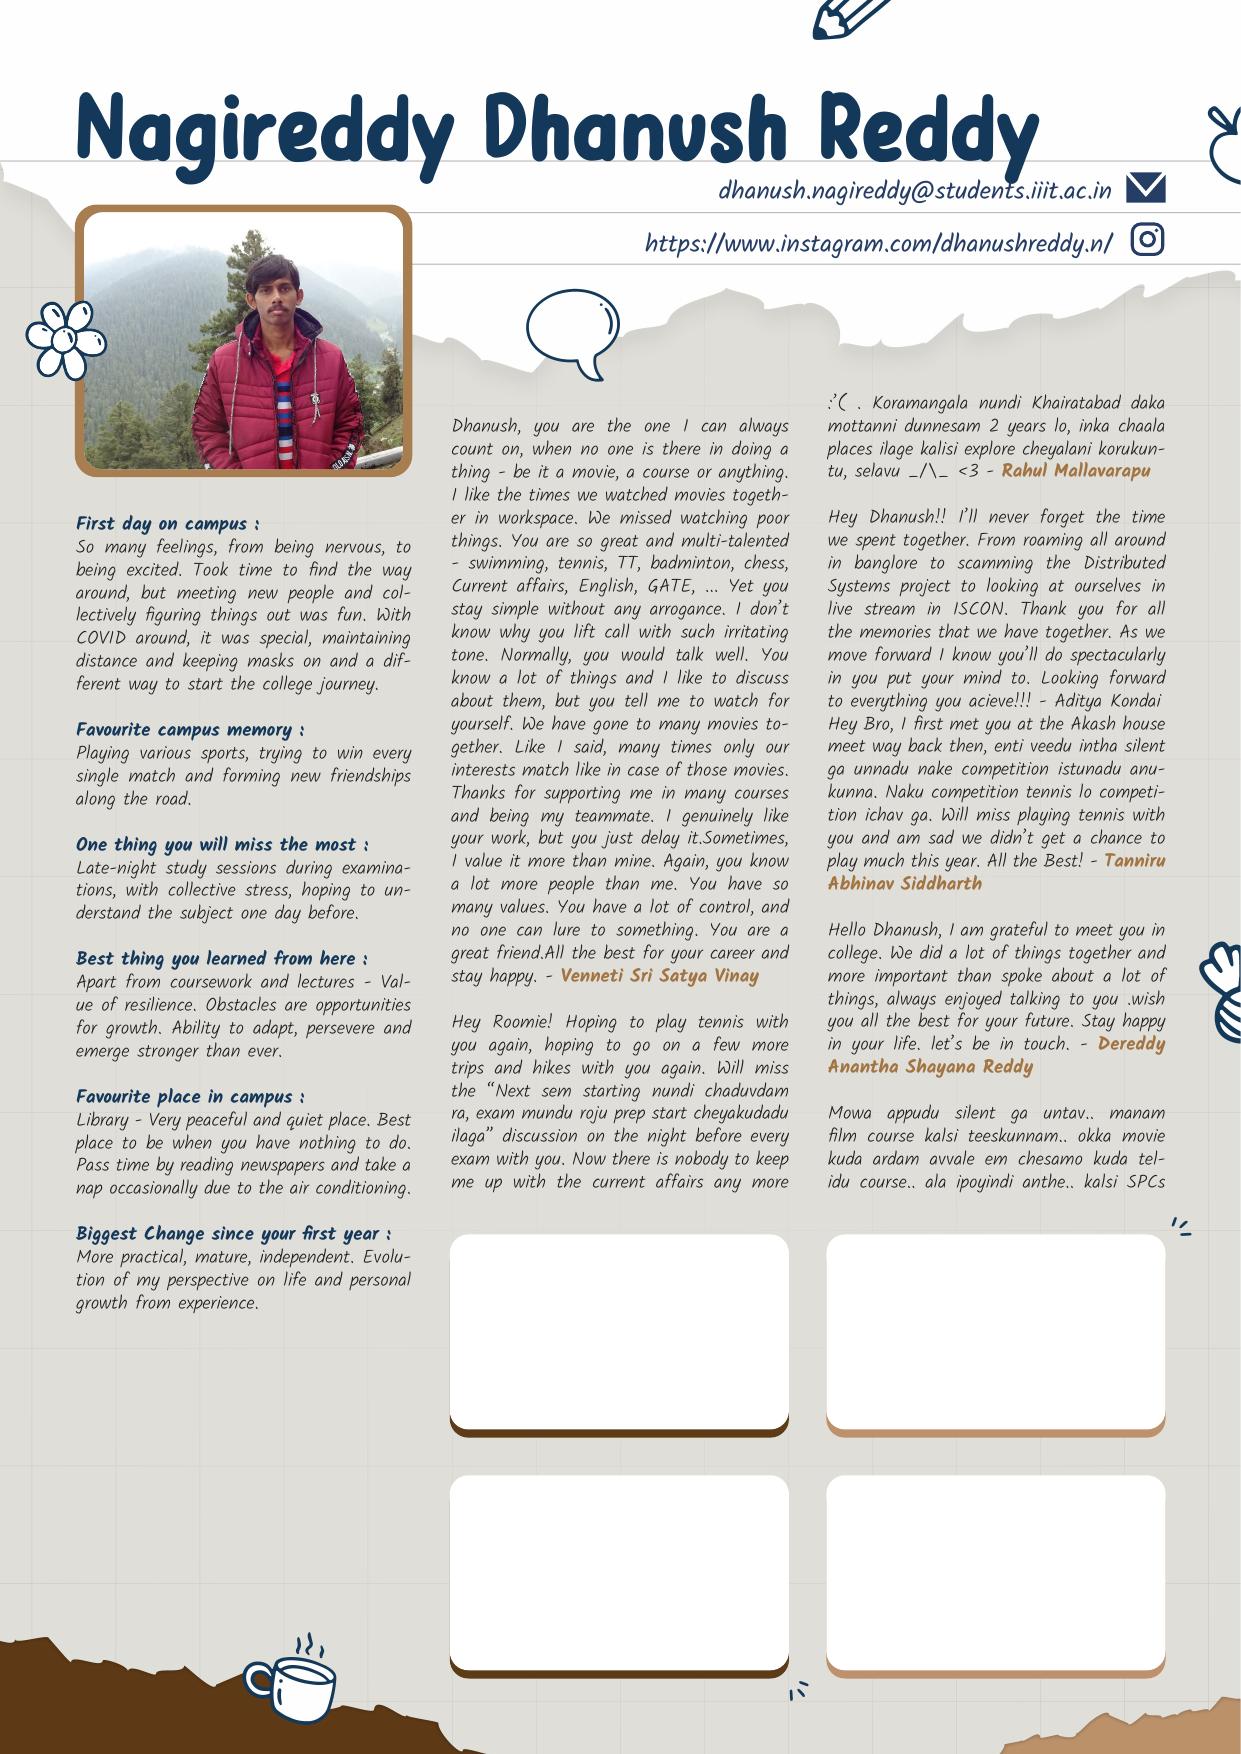 Nagireddy Dhanush Reddy
dhanush.nagireddy@students.iiit.ac.in
https://www.instagram.com/dhanushreddy.n/
First day on campus :
So many feelings, from being nervous, to
being excited. Took time to find the way
around, but meeting new people and col-
lectively figuring things out was fun. With
COVID around, it was special, maintaining
distance and keeping masks on and a dif-
ferent way to start the college journey.
Favourite campus memory :
Playing various sports, trying to win every
single match and forming new friendships
along the road.
One thing you will miss the most :
Late-night study sessions during examina-
tions, with collective stress, hoping to un-
derstand the subject one day before.
Best thing you learned from here :
Apart from coursework and lectures - Val-
ue of resilience. Obstacles are opportunities
for growth. Ability to adapt, persevere and
emerge stronger than ever.
Favourite place in campus :
Library - Very peaceful and quiet place. Best
place to be when you have nothing to do.
Pass time by reading newspapers and take a
nap occasionally due to the air conditioning.
Biggest Change since your first year :
More practical, mature, independent. Evolu-
tion of my perspective on life and personal
growth from experience.
Dhanush, you are the one I can always
count on, when no one is there in doing a
thing - be it a movie, a course or anything.
I like the times we watched movies togeth-
er in workspace. We missed watching poor
things. You are so great and multi-talented
- swimming, tennis, TT, badminton, chess,
Current affairs, English, GATE, ... Yet you
stay simple without any arrogance. I don't
know why you lift call with such irritating
tone. Normally, you would talk well. You
know a lot of things and I like to discuss
about them, but you tell me to watch for
yourself. We have gone to many movies to-
gether. Like I said, many times only our
interests match like in case of those movies.
Thanks for supporting me in many courses
and being my teammate. I genuinely like
your work, but you just delay it.Sometimes,
I value it more than mine. Again, you know
a lot more people than me. You have so
many values. You have a lot of control, and
no one can lure to something. You are a
great friend.All the best for your career and
stay happy. - Venneti Sri Satya Vinay
Hey Roomie! Hoping to play tennis with
you again, hoping to go on a few more
trips and hikes with you again. Will miss
the “Next sem starting nundi chaduvdam
ra, exam mundu roju prep start cheyakudadu
ilaga” discussion on the night before every
exam with you. Now there is nobody to keep
me up with the current affairs any more
:'( . Koramangala nundi Khairatabad daka
mottanni dunnesam 2 years lo, inka chaala
places ilage kalisi explore cheyalani korukun-
tu, selavu _/\_ <3 - Rahul Mallavarapu
Hey Dhanush!! I'll never forget the time
we spent together. From roaming all around
in banglore to scamming the Distributed
Systems project to looking at ourselves in
live stream in ISCON. Thank you for all
the memories that we have together. As we
move forward I know you'll do spectacularly
in you put your mind to. Looking forward
to everything you acieve!!! - Aditya Kondai
Hey Bro, I first met you at the Akash house
meet way back then, enti veedu intha silent
ga unnadu nake competition istunadu anu-
kunna. Naku competition tennis lo competi-
tion ichav ga. Will miss playing tennis with
you and am sad we didn't get a chance to
play much this year. All the Best! - Tanniru
Abhinav Siddharth
Hello Dhanush, I am grateful to meet you in
college. We did a lot of things together and
more important than spoke about a lot of
things, always enjoyed talking to you .wish
you all the best for your future. Stay happy
in your life. let's be in touch. - Dereddy
Anantha Shayana Reddy
Mowa appudu silent ga untav.. manam
film course kalsi teeskunnam.. okka movie
kuda ardam avvale em chesamo kuda tel-
idu course.. ala ipoyindi anthe.. kalsi SPCs